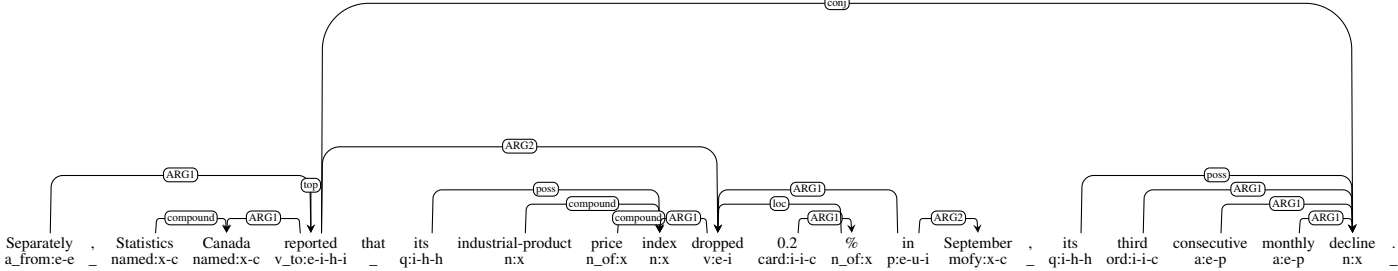 conj
ARG2
ARG1 top poss ARG1 poss
compound loc ARG1
compound ARG1 compound ARG1 ARG1 ARG2 ARG1 ARG1
Separately , Statistics Canada reported that its industrial-product price index dropped 0.2 % in September , its third consecutive monthly decline .
a_from:e-e _ named:x-c named:x-c v_to:e-i-h-i _ q:i-h-h n:x n_of:x n:x v:e-i card:i-i-c n_of:x p:e-u-i mofy:x-c _ q:i-h-h ord:i-i-c a:e-p a:e-p n:x _